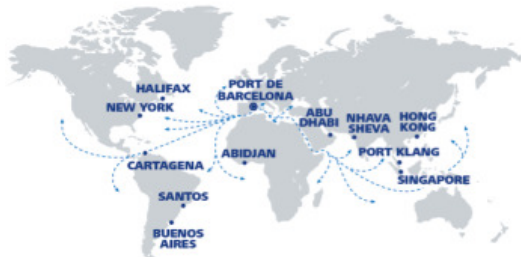 HALIFAX
NEW YORK
PORT DE
BARCELONA
ABU
DHABI
NHAVA
SHEVA
HONG
KONG
CARTAGENA
ABIDJAN
PORT KLANG
SINGAPORE
SANTOS
BUENOS
AIRES